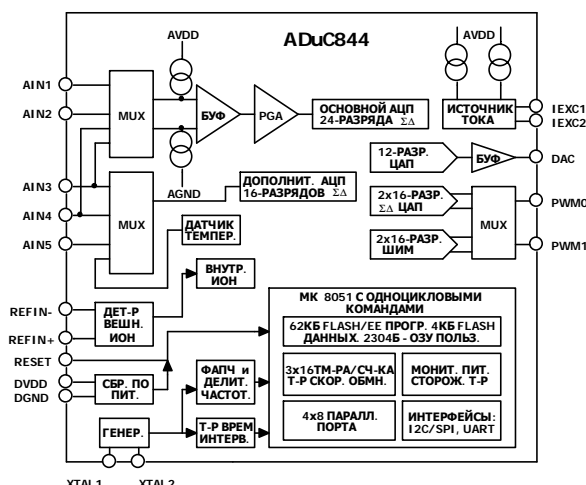 ADuC844
AVDD
AVDD
AIN1
AIN2
MUX
БУФ
PGA
ОСНОВНОЙ АЦП
24-РАЗРЯДА ΣΔ
ИСТОЧНИК
ТОКА
IEXC1
IEXC2
12-РАЗР.
ЦАП
БУФ
DAC
AGND
AIN3
AIN4
AIN5
MUX
ДОПОЛНИТ. АЦП
16-РАЗРЯДОВ ΣΔ
ДАТЧИК
ТЕМПЕР.
2x16-РАЗР.
ΣΔ ЦАП
2x16-РАЗР.
ШИМ
MUX
PWM0
PWM1
REFIN-
REFIN+
ДЕТ-Р
ВЕШН.
ИОН
ВНУТР.
ИОН
RESET
DVDD
DGND
СБР. ПО
ПИТ.
ФАПЧ и
ДЕЛИТ.
ЧАСТОТ.
ГЕНЕР.
Т-Р ВРЕМ
ИНТЕРВ.
XTAL1
XTAL2
МК 8051 С ОДНОЦИКЛОВЫМИ
КОМАНДАМИ
62КБ FLASH/EE ПРОГР. 4КБ FLASH
ДАННЫХ. 2304Б - ОЗУ ПОЛЬЗ.
3x16ТМ-РА/СЧ-КА
Т-Р СКОР. ОБМН.
МОНИТ. ПИТ.
СТОРОЖ. Т-Р
4x8 ПАРАЛЛ.
ПОРТА
ИНТЕРФЕЙСЫ:
I2C/SPI, UART